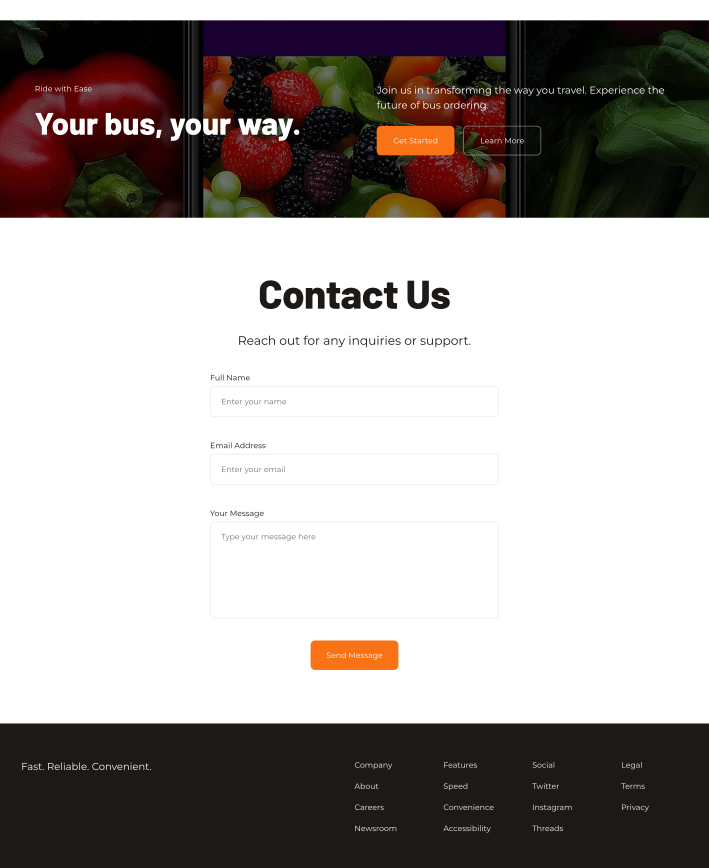 Ride with Ease
Your bus, your way.
Join us in transforming the way you travel. Experience the
future of bus ordering.
Get Started
Learn More
Contact Us
Reach out for any inquiries or support.
Full Name
Enter your name
Email Address
Enter your email
Your Message
Type your message here
Send Message
Fast. Reliable. Convenient.
Company
About
Careers
Newsroom
Features
Speed
Convenience
Accessibility
Social
Twitter
Instagram
Threads
Legal
Terms
Privacy